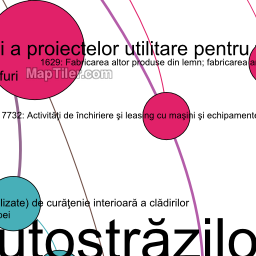 i a proiectelor utilitare pentru
1629: Fabricarea altor produse din lemn; fabricarea a
furi
MapTiler.com
7732: Activităţi de închiriere şi leasing cu maşini şi echipamente
lizate) de curăţenie interioară a clădirilor
pei
utostrăzilo